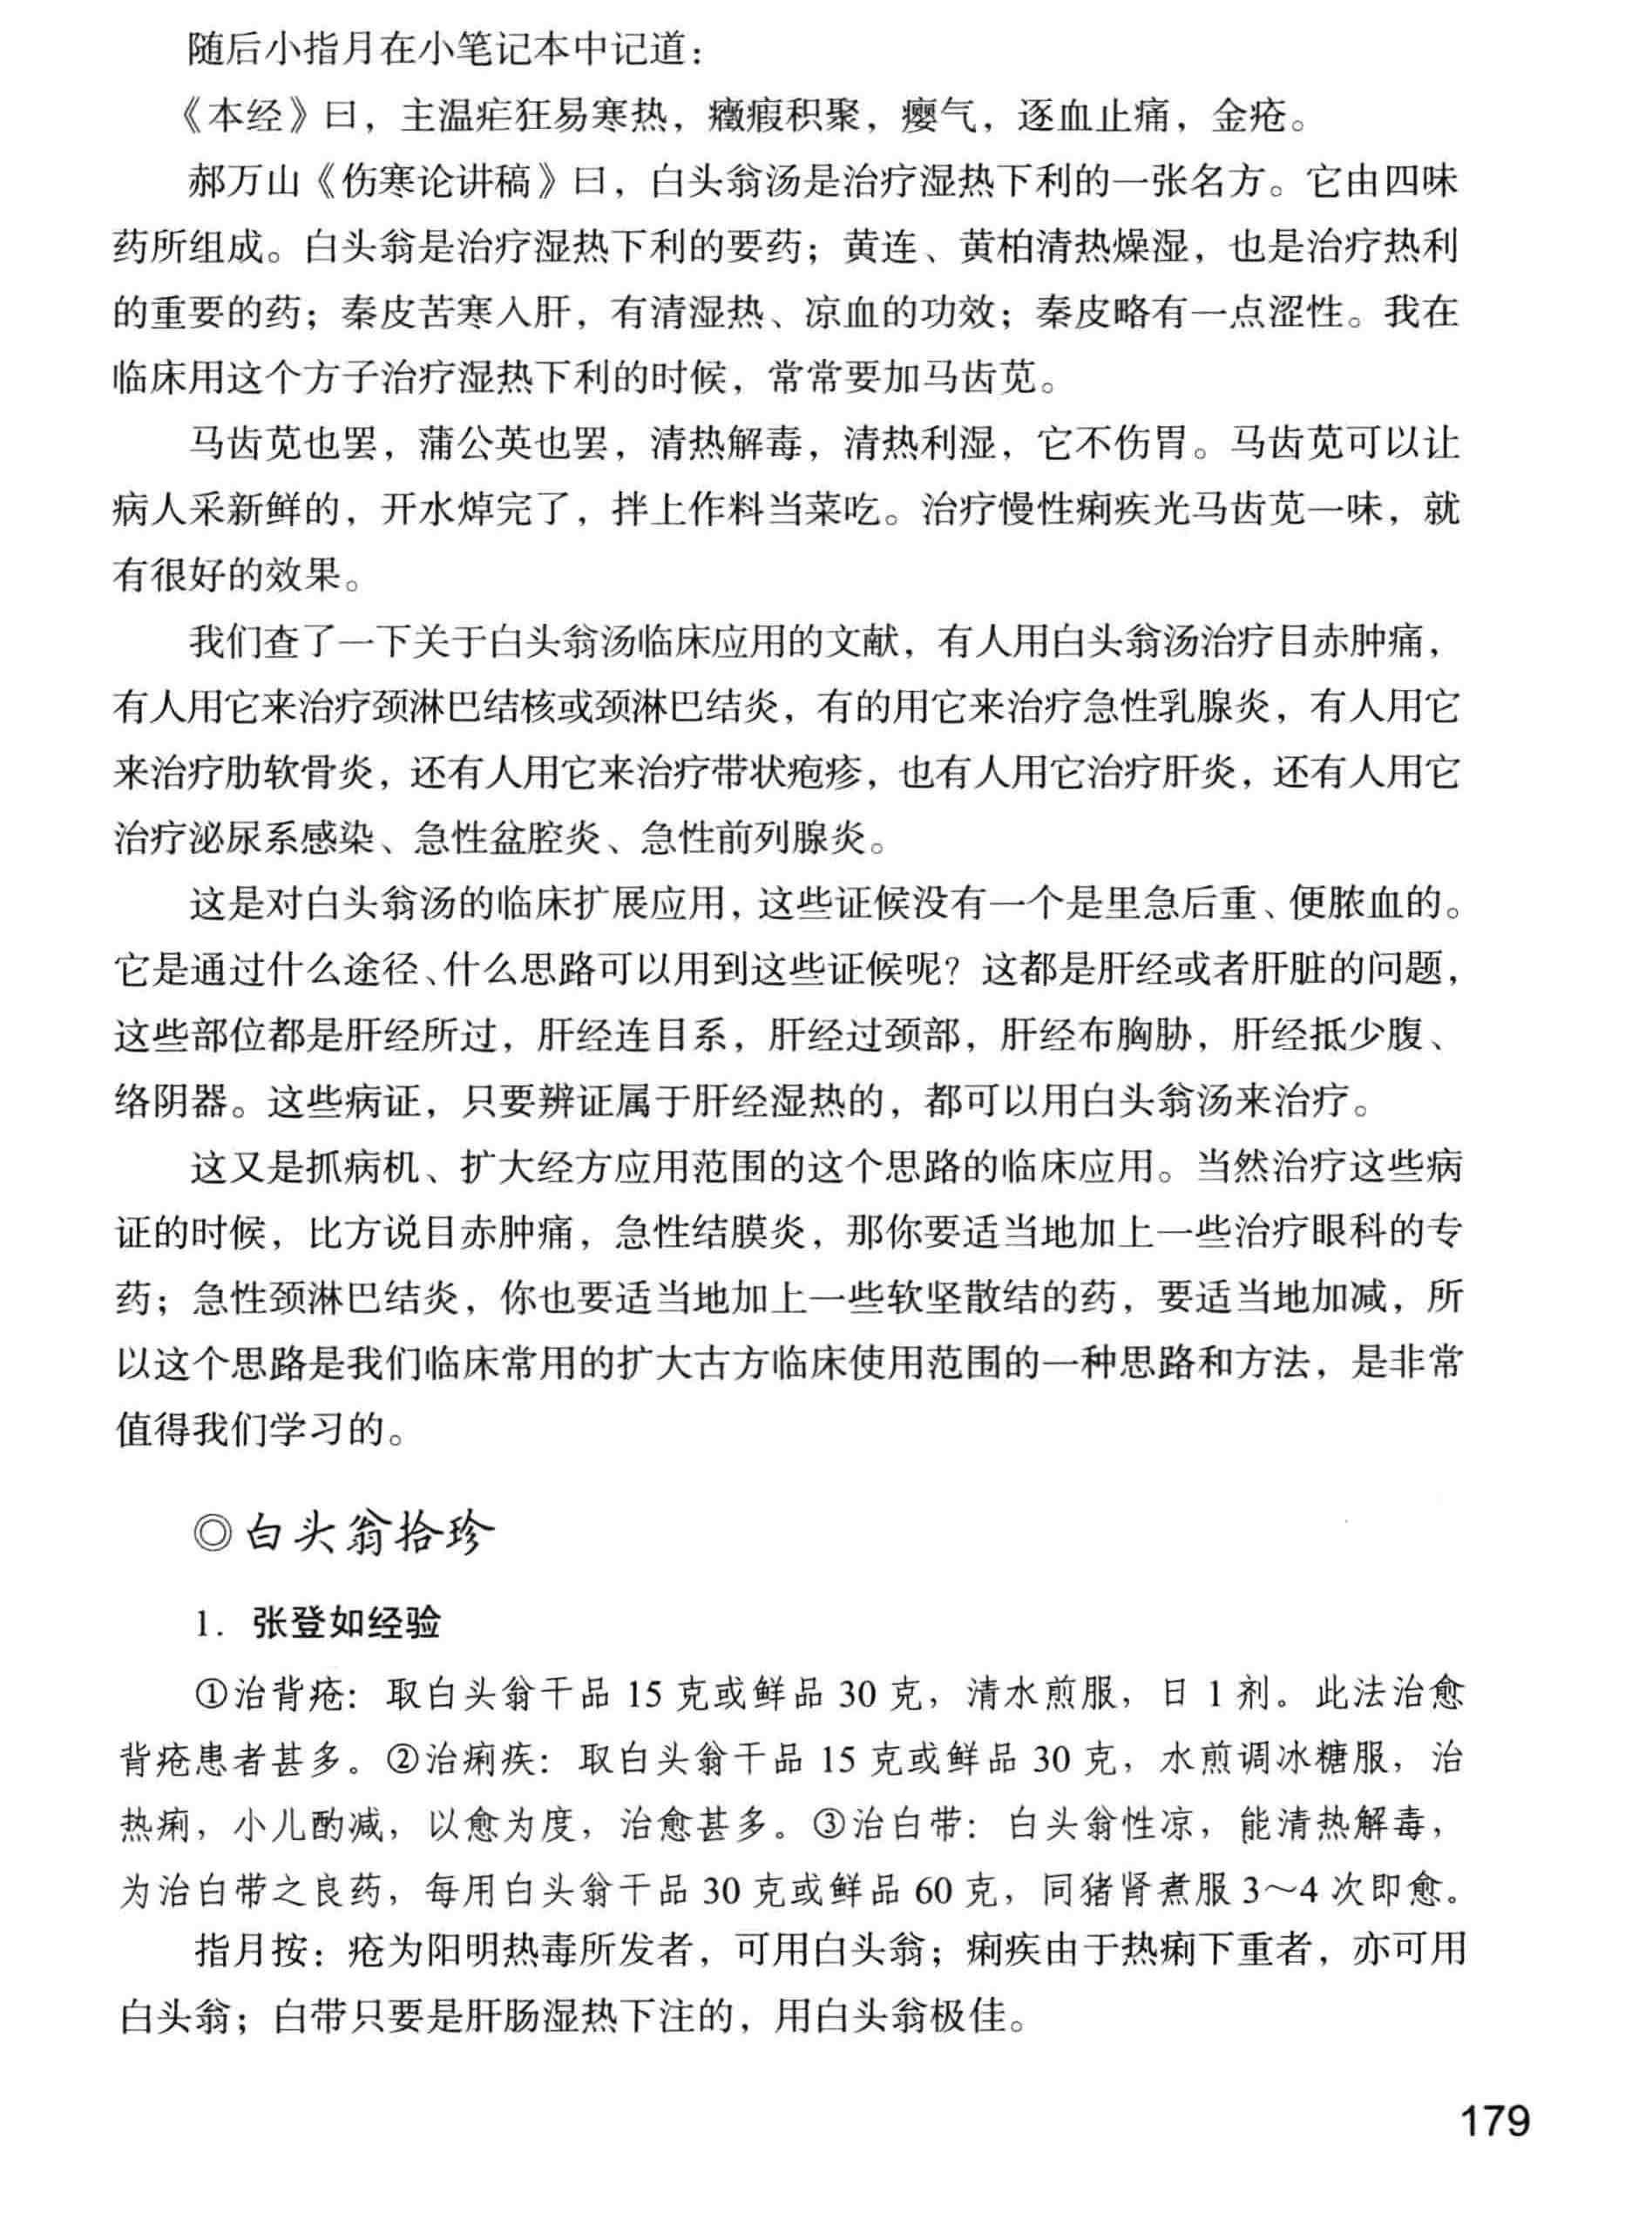 随后小指月在小笔记本中记道：
《本经》曰，主温疟狂易寒热，癥瘕积聚，瘿气，逐血止痛，金疮。
郝万山《伤寒论讲稿》曰，白头翁汤是治疗湿热下利的一张名方。它由四味
药所组成。白头翁是治疗湿热下利的要药；黄连、黄柏清热燥湿，也是治疗热利
的重要的药；秦皮苦寒入肝，有清湿热、凉血的功效；秦皮略有一点涩性。我在
临床用这个方子治疗湿热下利的时候，常常要加马齿苋。
马齿苋也罢，蒲公英也罢，清热解毒，清热利湿，它不伤胃。马齿苋可以让
病人采新鲜的，开水焯完了，拌上作料当菜吃。治疗慢性痢疾光马齿苋一味，就
有很好的效果。
我们查了一下关于白头翁汤临床应用的文献，有人用白头翁汤治疗目赤肿痛，
有人用它来治疗颈淋巴结核或颈淋巴结炎，有的用它来治疗急性乳腺炎，有人用它
来治疗肋软骨炎，还有人用它来治疗带状疱疹，也有人用它治疗肝炎，还有人用它
治疗泌尿系感染、急性盆腔炎、急性前列腺炎。
这是对白头翁汤的临床扩展应用，这些证候没有一个是里急后重、便脓血的。
它是通过什么途径、什么思路可以用到这些证候呢？这都是肝经或者肝脏的问题，
这些部位都是肝经所过，肝经连目系，肝经过颈部，肝经布胸胁，肝经抵少腹、
络阴器。这些病证，只要辨证属于肝经湿热的，都可以用白头翁汤来治疗。
这又是抓病机、扩大经方应用范围的这个思路的临床应用。当然治疗这些病
证的时候，比方说目赤肿痛，急性结膜炎，那你要适当地加上一些治疗眼科的专
药；急性颈淋巴结炎，你也要适当地加上一些软坚散结的药，要适当地加减，所
以这个思路是我们临床常用的扩大古方临床使用范围的一种思路和方法，是非常
值得我们学习的。
◎白头翁拾珍
1. 张登如经验
①治背疮：取白头翁干品 15 克或鲜品 30 克，清水煎服，日 1 剂。此法治愈
背疮患者甚多。②治痢疾：取白头翁干品 15 克或鲜品 30 克，水煎调冰糖服，治
热痢，小儿酌减，以愈为度，治愈甚多。③治白带：白头翁性凉，能清热解毒，
为治白带之良药，每用白头翁干品 30 克或鲜品 60 克，同猪肾煮服 3～4 次即愈。
指月按：疮为阳明热毒所发者，可用白头翁；痢疾由于热痢下重者，亦可用
白头翁；白带只要是肝肠湿热下注的，用白头翁极佳。
179